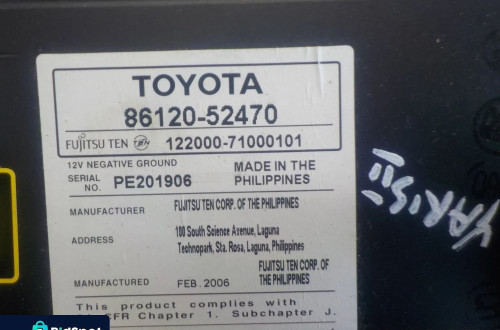 TOYOTA
86120-52470
FUJITSU TEN TEN 122000-71000101
12V NEGATIVE GROUND
SERIAL NO. PE201906
MADE IN THE PHILIPPINES
MANUFACTURER FUJITSU TEN CORP. OF THE PHILIPPINES
ADDRESS 100 South Science Avenue, Laguna
Technopark, Sta. Rosa, Laguna, Philippines
MANUFACTURED FEB. 2006
FUJITSU TEN CORP. OF
THE PHILIPPINES
This product complies with
CFR Chapter 1. Subchapter J.
YARIS III